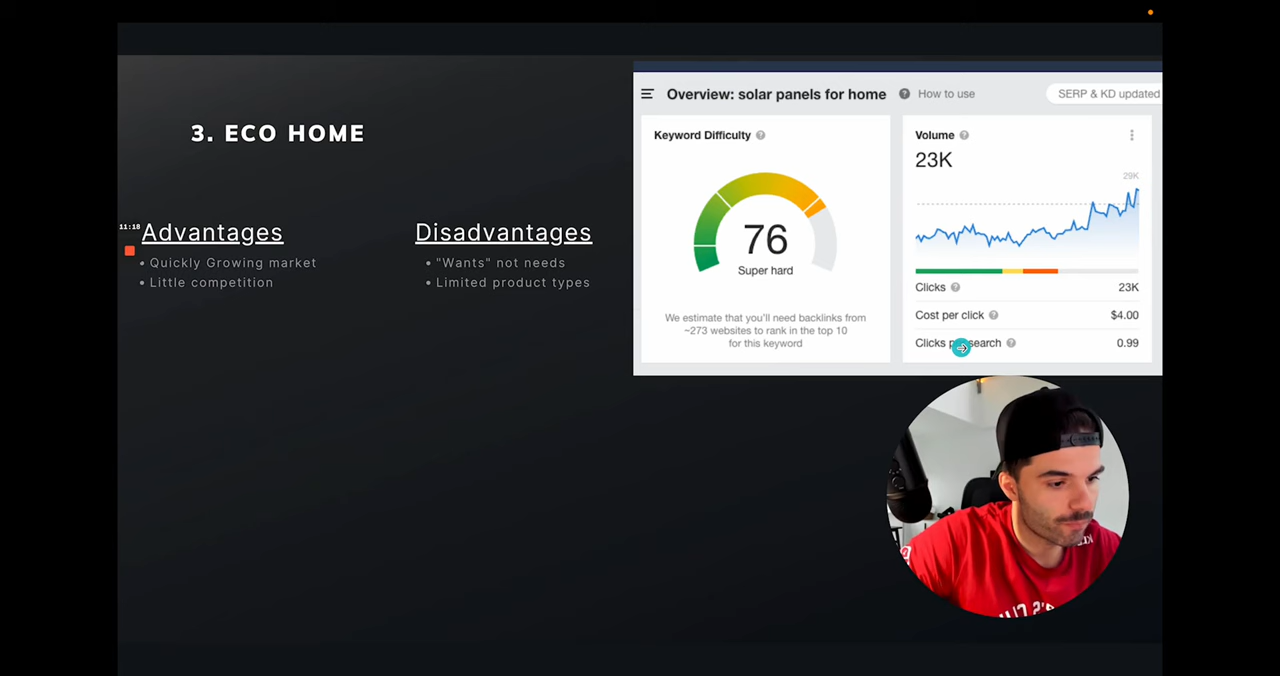 3. ECO HOME
11:18
Advantages
• Quickly Growing market
• Little competition
Disadvantages
• "Wants" not needs
• Limited product types
Overview: solar panels for home ? How to use
SERP & KD updated
Keyword Difficulty ?
76
Super hard
We estimate that you'll need backlinks from
~273 websites to rank in the top 10
for this keyword
Volume ?
23K
29K
Clicks ? 23K
Cost per click ? $4.00
Clicks search ? 0.99